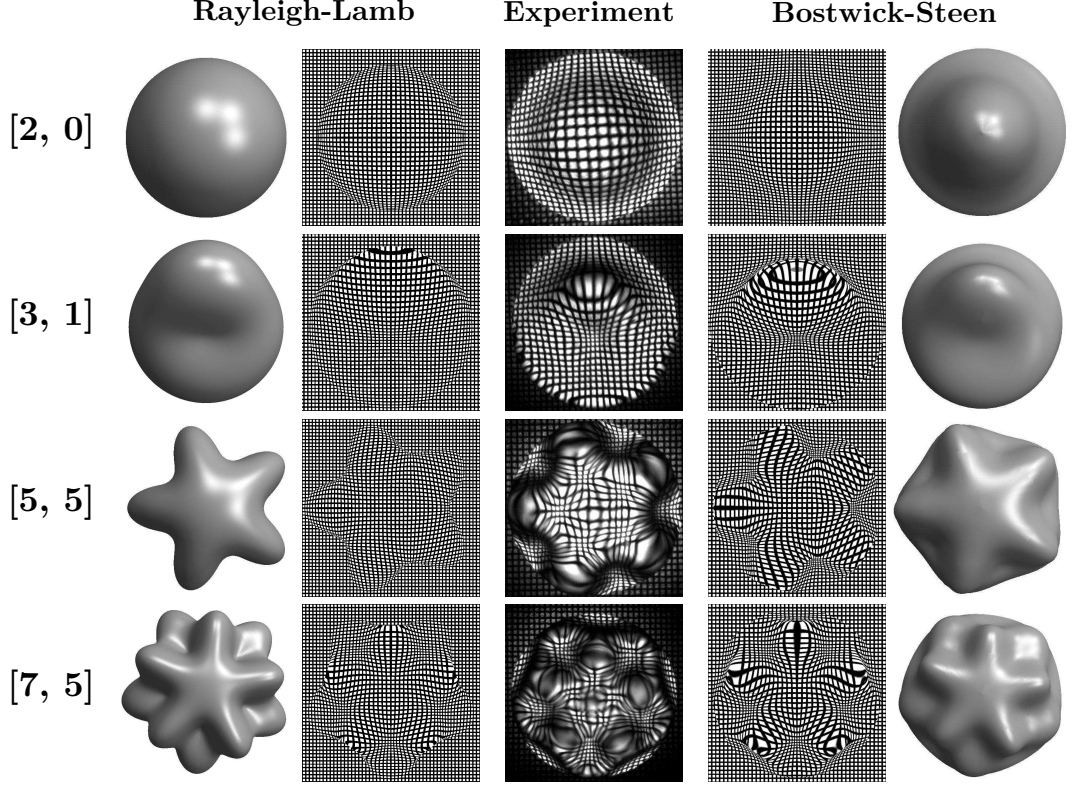 Rayleigh-Lamb Experiment Bostwick-Steen
[2, 0]
[3, 1]
[5, 5]
[7, 5]